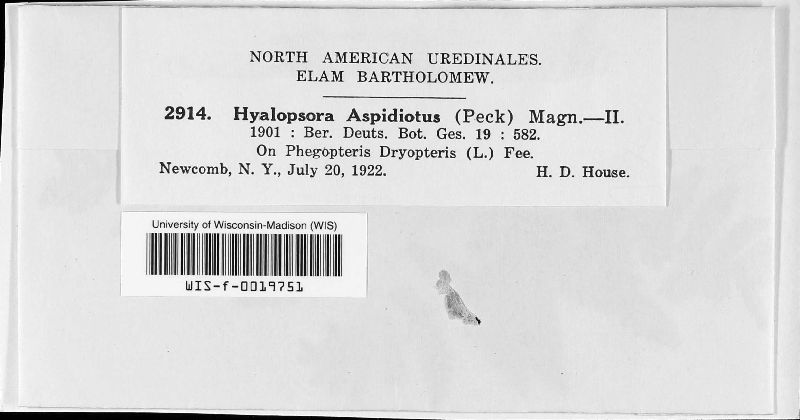 NORTH AMERICAN UREDINALES.
ELAM BARTHOLOMEW.
2914. Hyalopsora Aspidiotus (Peck) Magn.—II.
1901 : Ber. Deuts. Bot. Ges. 19 : 582.
On Phegopteris Dryopteris (L.) Fee.
Newcomb, N. Y., July 20, 1922. H. D. House.
University of Wisconsin-Madison (WIS)
WIS-f-0019751